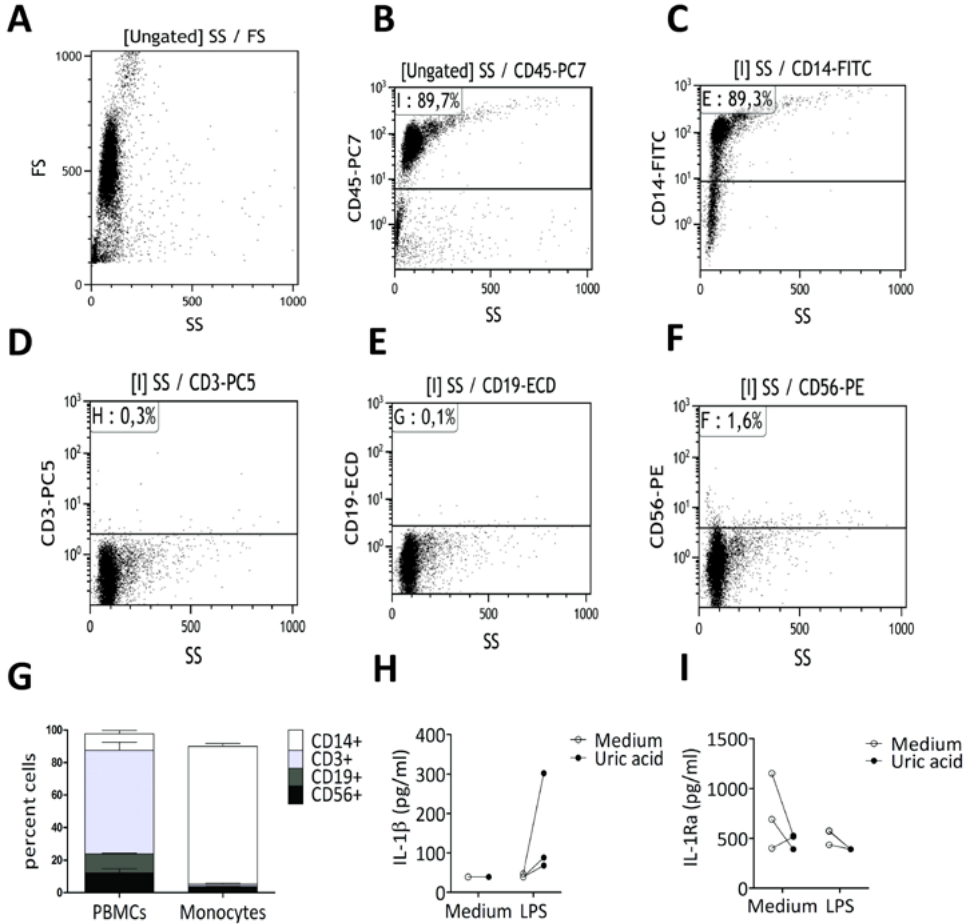 A
[Ungated] SS / FS
1000
500
0
FS
0
500
1000
SS
B
[Ungated] SS / CD45-PC7
I : 89,7%
10³
10²
10¹
10⁰
CD45-PC7
0
500
1000
SS
C
[I] SS / CD14-FITC
E : 89,3%
10³
10²
10¹
10⁰
CD14-FITC
0
500
1000
SS
D
[I] SS / CD3-PC5
H : 0,3%
10³
10²
10¹
10⁰
CD3-PC5
0
500
1000
SS
E
[I] SS / CD19-ECD
G : 0,1%
10³
10²
10¹
10⁰
CD19-ECD
0
500
1000
SS
F
[I] SS / CD56-PE
F : 1,6%
10³
10²
10¹
10⁰
CD56-PE
0
500
1000
SS
G
100
80
60
40
20
0
percent cells
PBMCs Monocytes
CD14+
CD3+
CD19+
CD56+
H
400
300
200
100
0
IL-1β (pg/ml)
Medium LPS
Medium
Uric acid
I
1500
1000
500
0
IL-1Ra (pg/ml)
Medium LPS
Medium
Uric acid